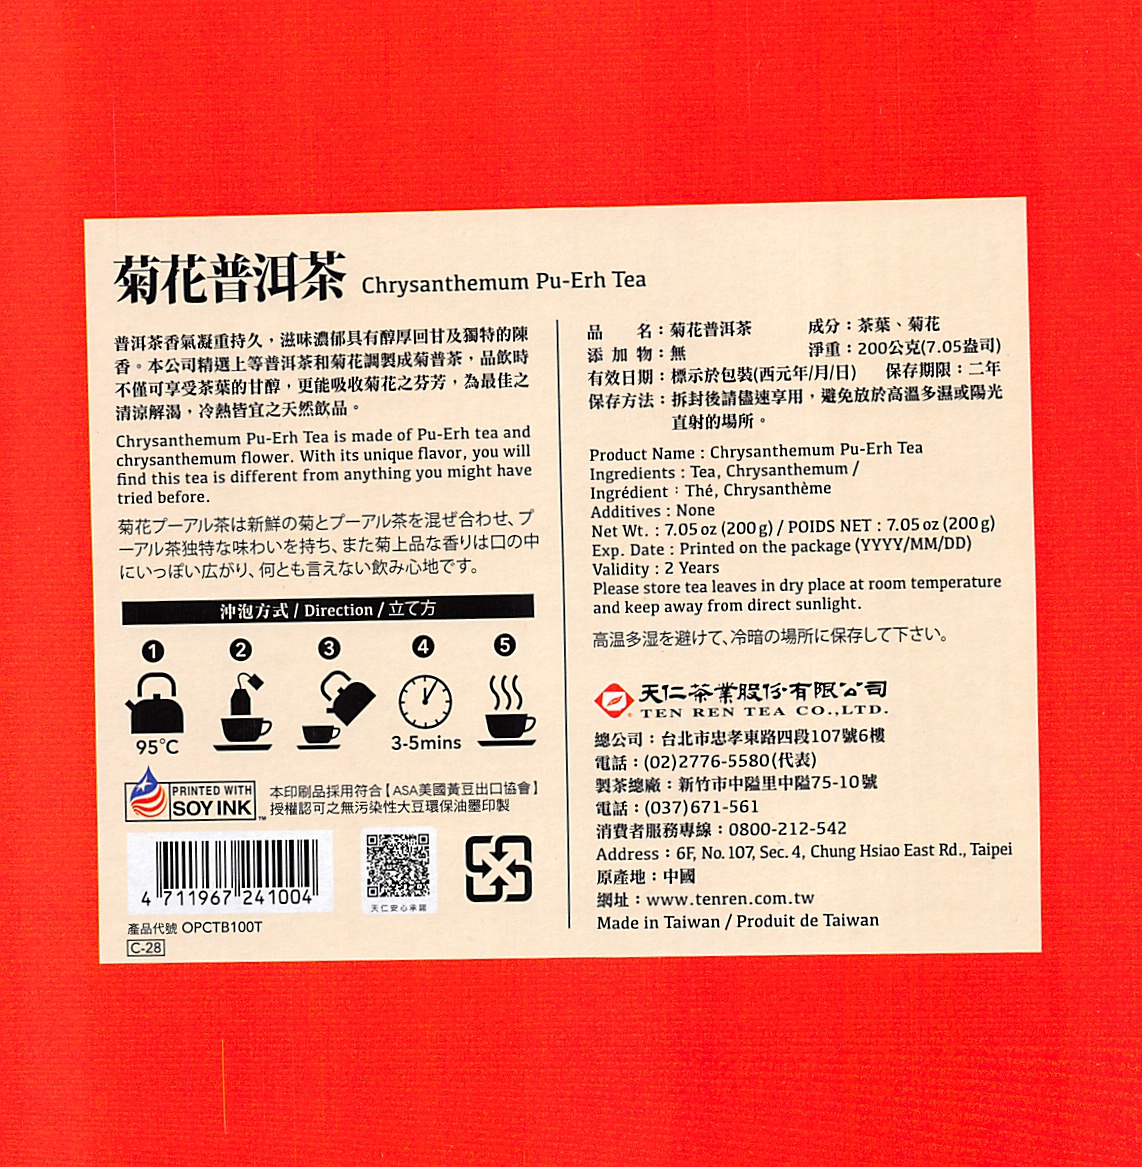 菊花普洱茶 Chrysanthemum Pu-Erh Tea
普洱茶香氣凝重持久，滋味濃郁具有醇厚回甘及獨特的陳
香。本公司精選上等普洱茶和菊花調製成菊普茶，品飲時
不僅可享受茶葉的甘醇，更能吸收菊花之芬芳，為最佳之
清涼解渴，冷熱皆宜之天然飲品。
Chrysanthemum Pu-Erh Tea is made of Pu-Erh tea and
chrysanthemum flower. With its unique flavor, you will
find this tea is different from anything you might have
tried before.
菊花プーアル茶は新鮮の菊とプーアル茶を混ぜ合わせ、プ
ーアル茶独特な味わいを持ち、また菊上品な香りは口の中
にいっぽい広がり、何とも言えない飲み心地です。
沖泡方式 / Direction / 立て方
1 2 3 4 5
95℃
3-5mins
PRINTED WITH
SOY INK™
本印刷品採用符合【ASA美國黃豆出口協會】
授權認可之無污染性大豆環保油墨印製
4 711967 241004
天仁安心承諾
產品代號 OPCTB100T
C-28
品　　名：菊花普洱茶　成分：茶葉、菊花
添 加 物：無　淨重：200公克(7.05盎司)
有效日期：標示於包裝(西元年/月/日)　保存期限：二年
保存方法：拆封後請儘速享用，避免放於高溫多濕或陽光
直射的場所。
Product Name : Chrysanthemum Pu-Erh Tea
Ingredients : Tea, Chrysanthemum /
Ingrédient : Thé, Chrysanthème
Additives : None
Net Wt. : 7.05 oz (200 g) / POIDS NET : 7.05 oz (200 g)
Exp. Date : Printed on the package (YYYY/MM/DD)
Validity : 2 Years
Please store tea leaves in dry place at room temperature
and keep away from direct sunlight.
高温多湿を避けて、冷暗の場所に保存して下さい。
天仁茶業股份有限公司
TEN REN TEA CO.,LTD.
總公司：台北市忠孝東路四段107號6樓
電話：(02)2776-5580(代表)
製茶總廠：新竹市中隘里中隘75-10號
電話：(037)671-561
消費者服務專線：0800-212-542
Address : 6F, No. 107, Sec. 4, Chung Hsiao East Rd., Taipei
原產地：中國
網址：www.tenren.com.tw
Made in Taiwan / Produit de Taiwan